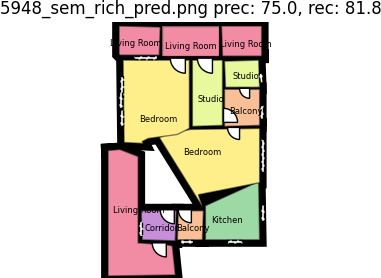 5948_sem_rich_pred.png prec: 75.0, rec: 81.8
Living Room Living Room Living Room
Studio
Studio
Balcony
Bedroom
Bedroom
Living Room
Kitchen
Corridor Balcony